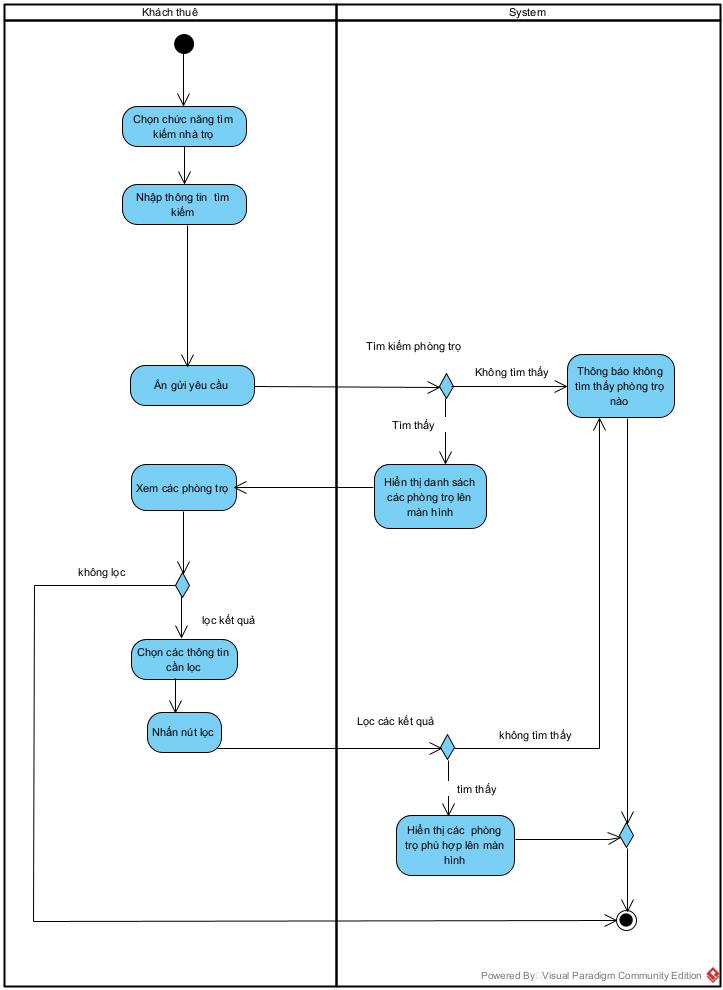 Khách thuê
System
Chọn chức năng tìm
kiếm nhà trọ
Nhập thông tin tìm
kiếm
Ấn gửi yêu cầu
Tìm kiếm phòng trọ
Không tìm thấy
Thông báo không
tìm thấy phòng trọ
nào
Tìm thấy
Xem các phòng trọ
Hiển thị danh sách
các phòng trọ lên
màn hình
không lọc
lọc kết quả
Chọn các thông tin
cần lọc
Nhấn nút lọc
Lọc các kết quả
không tìm thấy
tìm thấy
Hiển thị các phòng
trọ phù hợp lên màn
hình
Powered By Visual Paradigm Community Edition